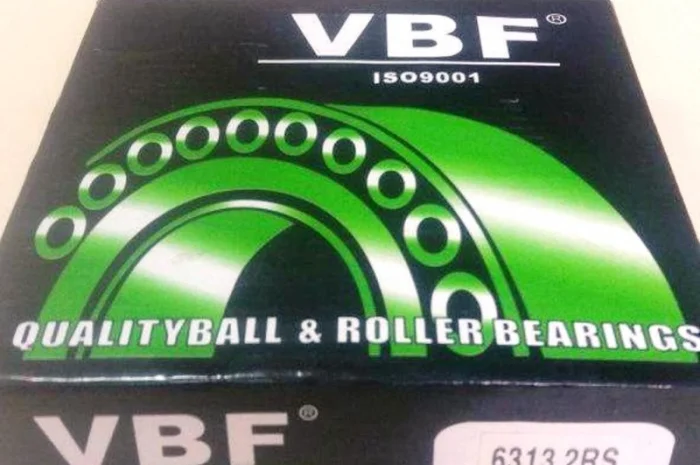 VBF®
ISO9001
QUALITYBALL & ROLLER BEARINGS
VBF®
6313 2RS